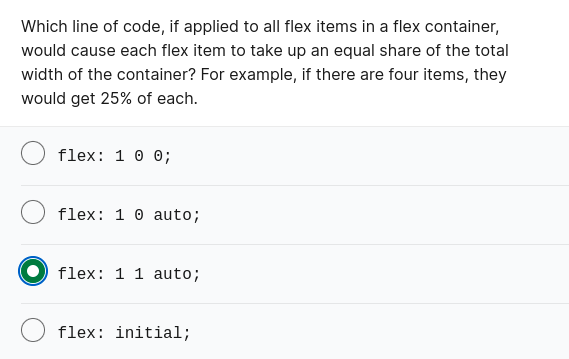 Which line of code, if applied to all flex items in a flex container,
would cause each flex item to take up an equal share of the total
width of the container? For example, if there are four items, they
would get 25% of each.
flex: 1 0 0;
flex: 1 0 auto;
flex: 1 1 auto;
flex: initial;